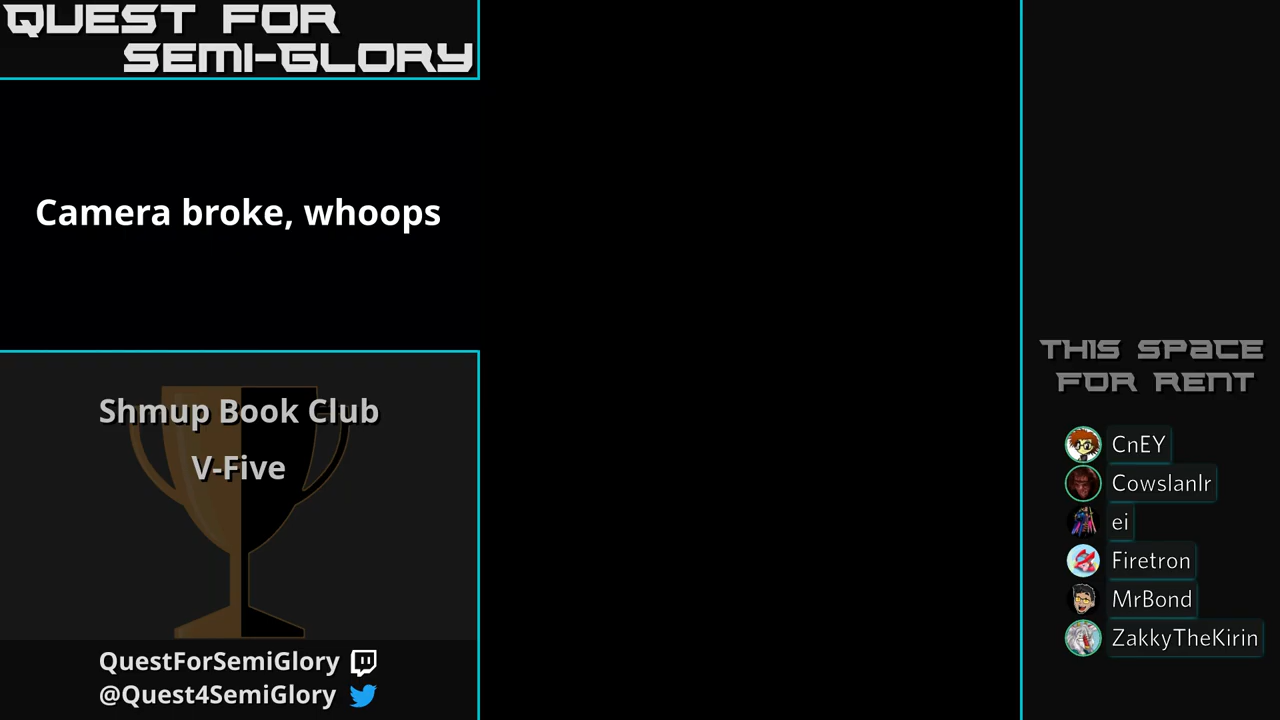 QUEST FOR
SEMI-GLORY
Camera broke, whoops
Shmup Book Club
V-Five
QuestForSemiGlory
@Quest4SemiGlory
THIS SPACE
FOR RENT
CnEY
Cowslanlr
ei
Firetron
MrBond
ZakkyTheKirin